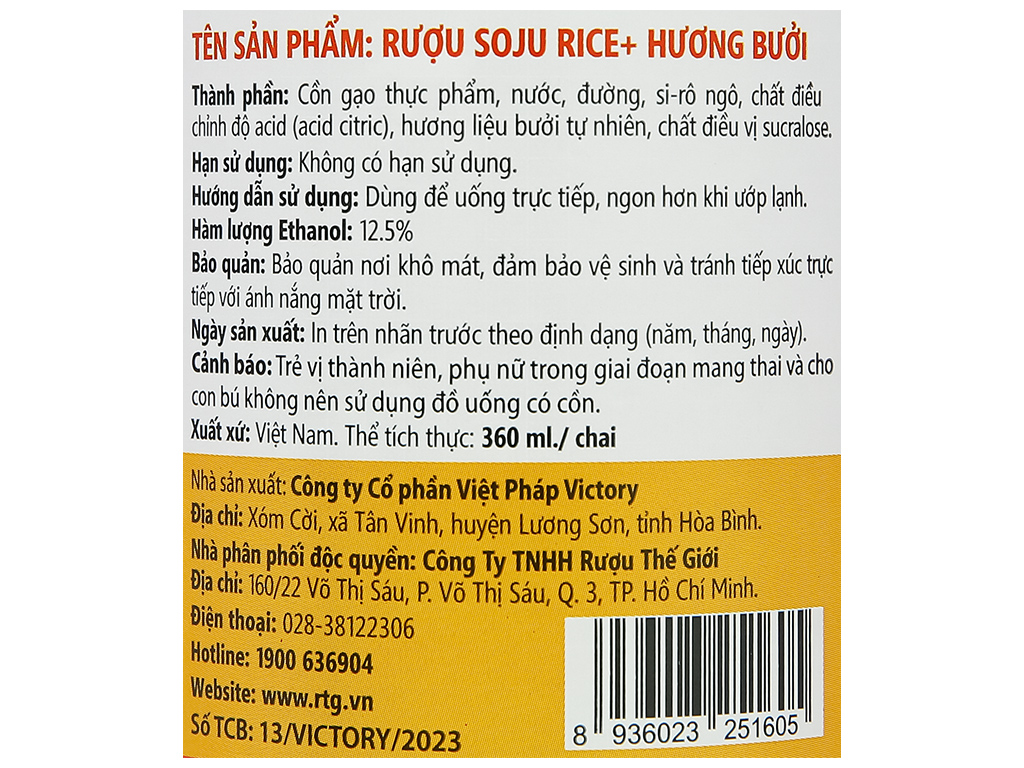 TÊN SẢN PHẨM: RƯỢU SOJU RICE+ HƯƠNG BƯỞI
Thành phần: Cồn gạo thực phẩm, nước, đường, si-rô ngô, chất điều
chỉnh độ acid (acid citric), hương liệu bưởi tự nhiên, chất điều vị sucralose.
Hạn sử dụng: Không có hạn sử dụng.
Hướng dẫn sử dụng: Dùng để uống trực tiếp, ngon hơn khi ướp lạnh.
Hàm lượng Ethanol: 12.5%
Bảo quản: Bảo quản nơi khô mát, đảm bảo vệ sinh và tránh tiếp xúc trực
tiếp với ánh nắng mặt trời.
Ngày sản xuất: In trên nhãn trước theo định dạng (năm, tháng, ngày).
Cảnh báo: Trẻ vị thành niên, phụ nữ trong giai đoạn mang thai và cho
con bú không nên sử dụng đồ uống có cồn.
Xuất xứ: Việt Nam. Thể tích thực: 360 ml./ chai
Nhà sản xuất: Công ty Cổ phần Việt Pháp Victory
Địa chỉ: Xóm Cời, xã Tân Vinh, huyện Lương Sơn, tỉnh Hòa Bình.
Nhà phân phối độc quyền: Công Ty TNHH Rượu Thế Giới
Địa chỉ: 160/22 Võ Thị Sáu, P. Võ Thị Sáu, Q. 3, TP. Hồ Chí Minh.
Điện thoại: 028-38122306
Hotline: 1900 636904
Website: www.rtg.vn
Số TCB: 13/VICTORY/2023
8 936023 251605